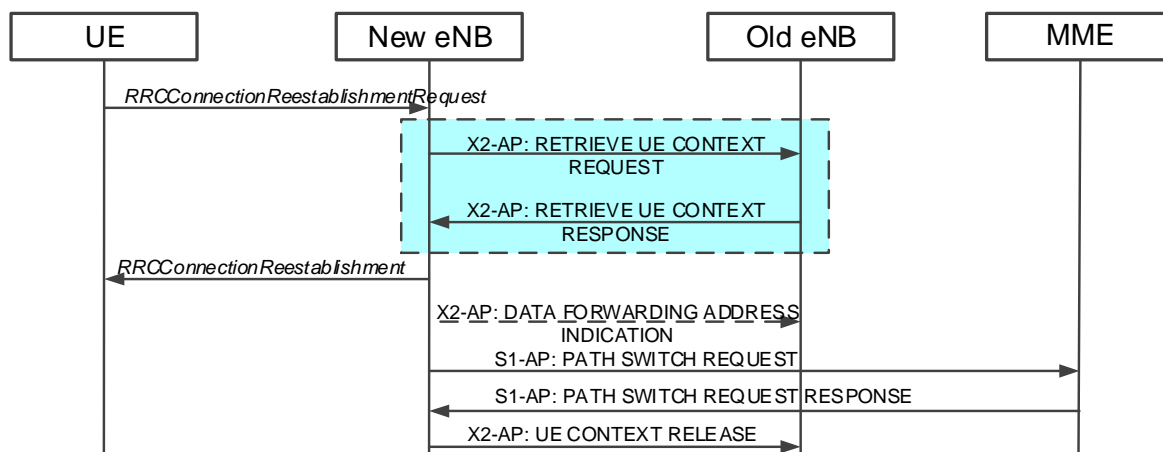 UE
New eNB
Old eNB
MME
RRCConnectionReestablishmentRequest
X2-AP: RETRIEVE UE CONTEXT
REQUEST
X2-AP: RETRIEVE UE CONTEXT
RESPONSE
RRCConnectionReestablishment
X2-AP: DATA FORWARDING ADDRESS
INDICATION
S1-AP: PATH SWITCH REQUEST
S1-AP: PATH SWITCH REQUEST RESPONSE
X2-AP: UE CONTEXT RELEASE